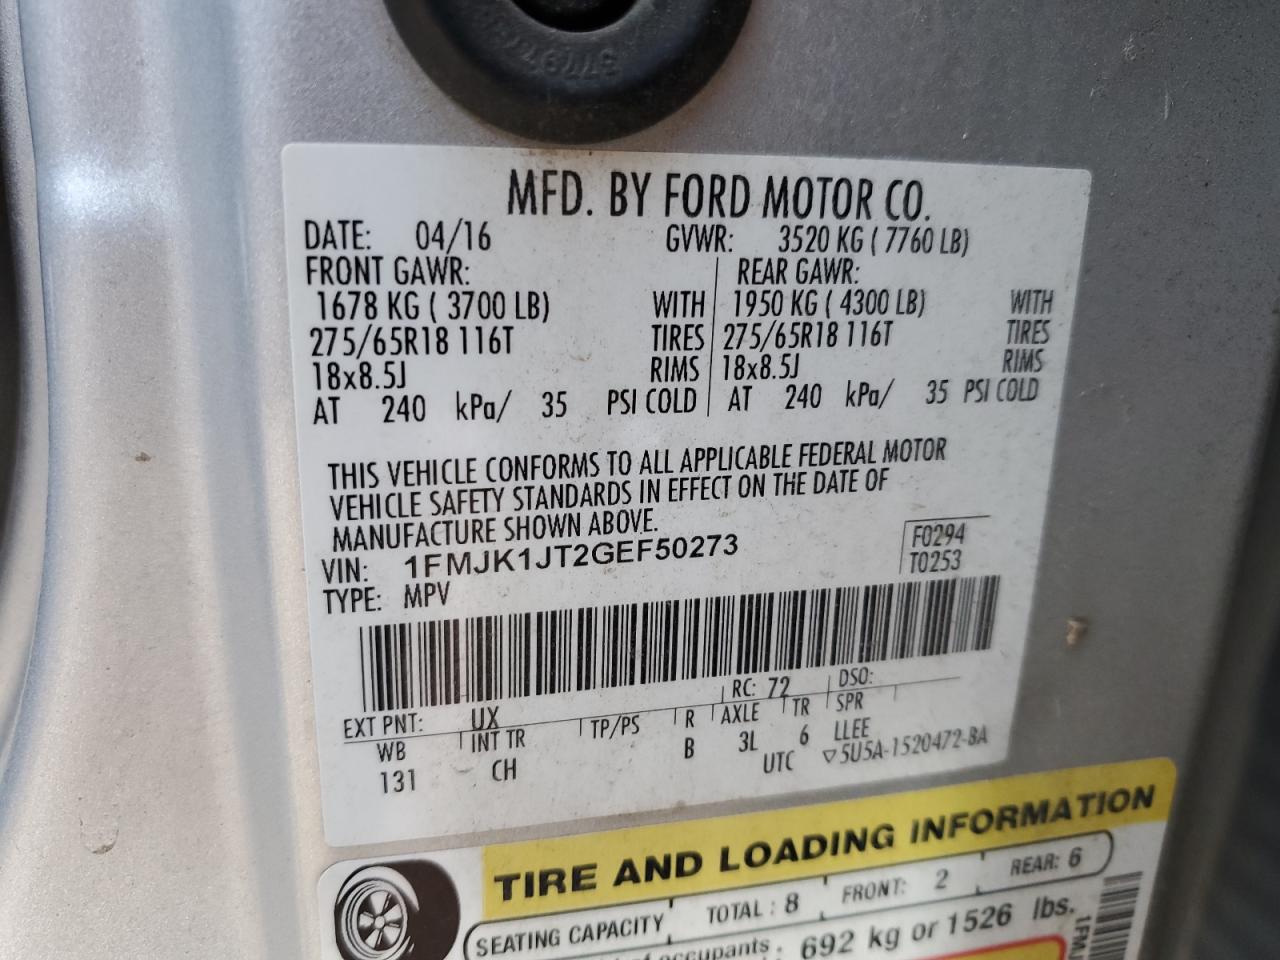 MFD. BY FORD MOTOR CO.
DATE: 04/16 GVWR: 3520 KG ( 7760 LB)
FRONT GAWR: REAR GAWR:
1678 KG ( 3700 LB) WITH 1950 KG ( 4300 LB) WITH
275/65R18 116T TIRES 275/65R18 116T TIRES
18x8.5J RIMS 18x8.5J RIMS
AT 240 kPa/ 35 PSI COLD AT 240 kPa/ 35 PSI COLD
THIS VEHICLE CONFORMS TO ALL APPLICABLE FEDERAL MOTOR
VEHICLE SAFETY STANDARDS IN EFFECT ON THE DATE OF
MANUFACTURE SHOWN ABOVE.
VIN: 1FMJK1JT2GEF50273 F0294
TYPE: MPV T0253
EXT PNT: UX RC: 72 DSO:
WB INT TR TP/PS R AXLE TR SPR
131 CH B 3L 6 LLEE
UTC ▽5U5A-1520472-BA
TIRE AND LOADING INFORMATION
SEATING CAPACITY TOTAL : 8 FRONT: 2 REAR: 6
occupants 692 kg or 1526 lbs.